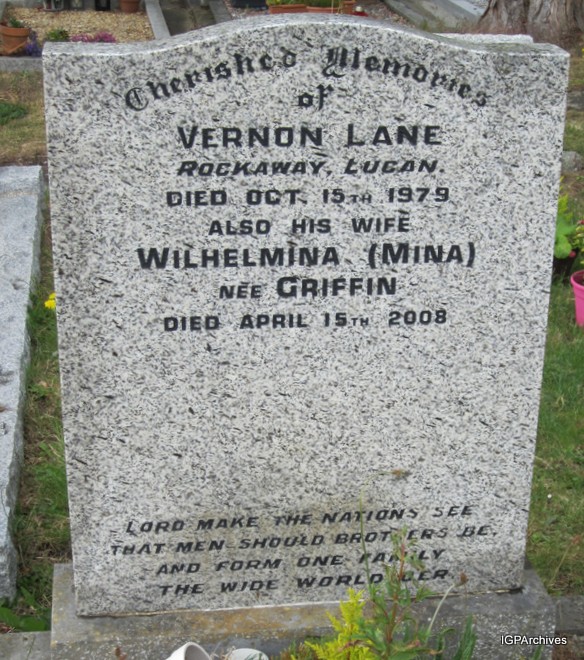 Cherished Memories
of
VERNON LANE
ROCKAWAY, LUCAN.
DIED OCT. 15TH 1979
ALSO HIS WIFE
WILHELMINA (MINA)
NÉE GRIFFIN
DIED APRIL 15TH 2008
LORD MAKE THE NATIONS SEE
THAT MEN SHOULD BROTHERS BE,
AND FORM ONE FAMILY
THE WIDE WORLD O'ER
IGPArchives